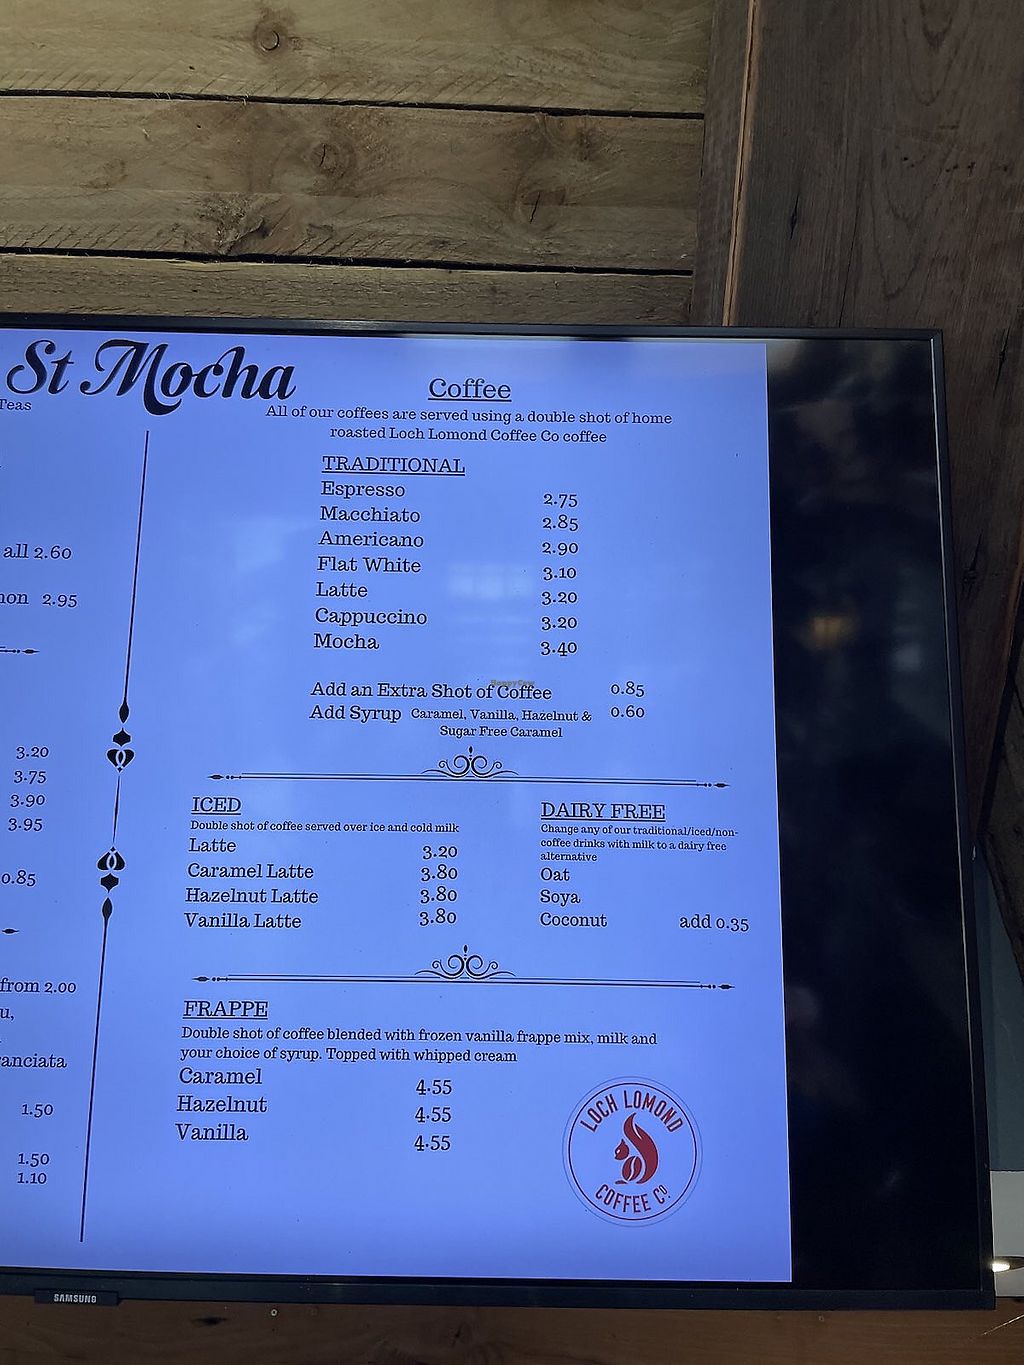 St Mocha
Teas
all 2.60
2.95
3.20
3.75
3.90
3.95
0.85
from 2.00
1.50
1.50
1.10
Coffee
All of our coffees are served using a double shot of home
roasted Loch Lomond Coffee Co coffee
TRADITIONAL
Espresso 2.75
Macchiato 2.85
Americano 2.90
Flat White 3.10
Latte 3.20
Cappuccino 3.20
Mocha 3.40
HappyCow
Add an Extra Shot of Coffee 0.85
Add Syrup Caramel, Vanilla, Hazelnut & 0.60
Sugar Free Caramel
ICED
Double shot of coffee served over ice and cold milk
Latte 3.20
Caramel Latte 3.80
Hazelnut Latte 3.80
Vanilla Latte 3.80
DAIRY FREE
Change any of our traditional/iced/non-
coffee drinks with milk to a dairy free
alternative
Oat
Soya
Coconut add 0.35
FRAPPE
Double shot of coffee blended with frozen vanilla frappe mix, milk and
your choice of syrup. Topped with whipped cream
Caramel 4.55
Hazelnut 4.55
Vanilla 4.55
LOCH LOMOND
COFFEE Co
SAMSUNG